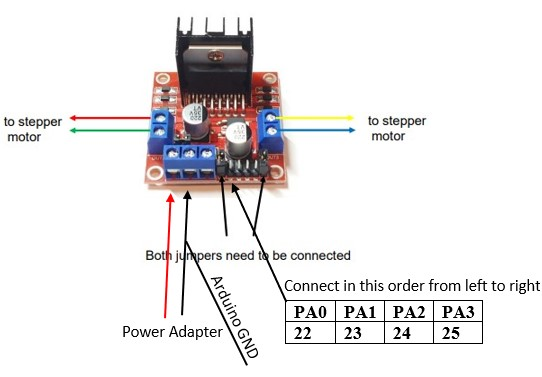 to stepper
motor
to stepper
motor
Both jumpers need to be connected
Connect in this order from left to right
PA0 PA1 PA2 PA3
22 23 24 25
Power Adapter
Arduino GND